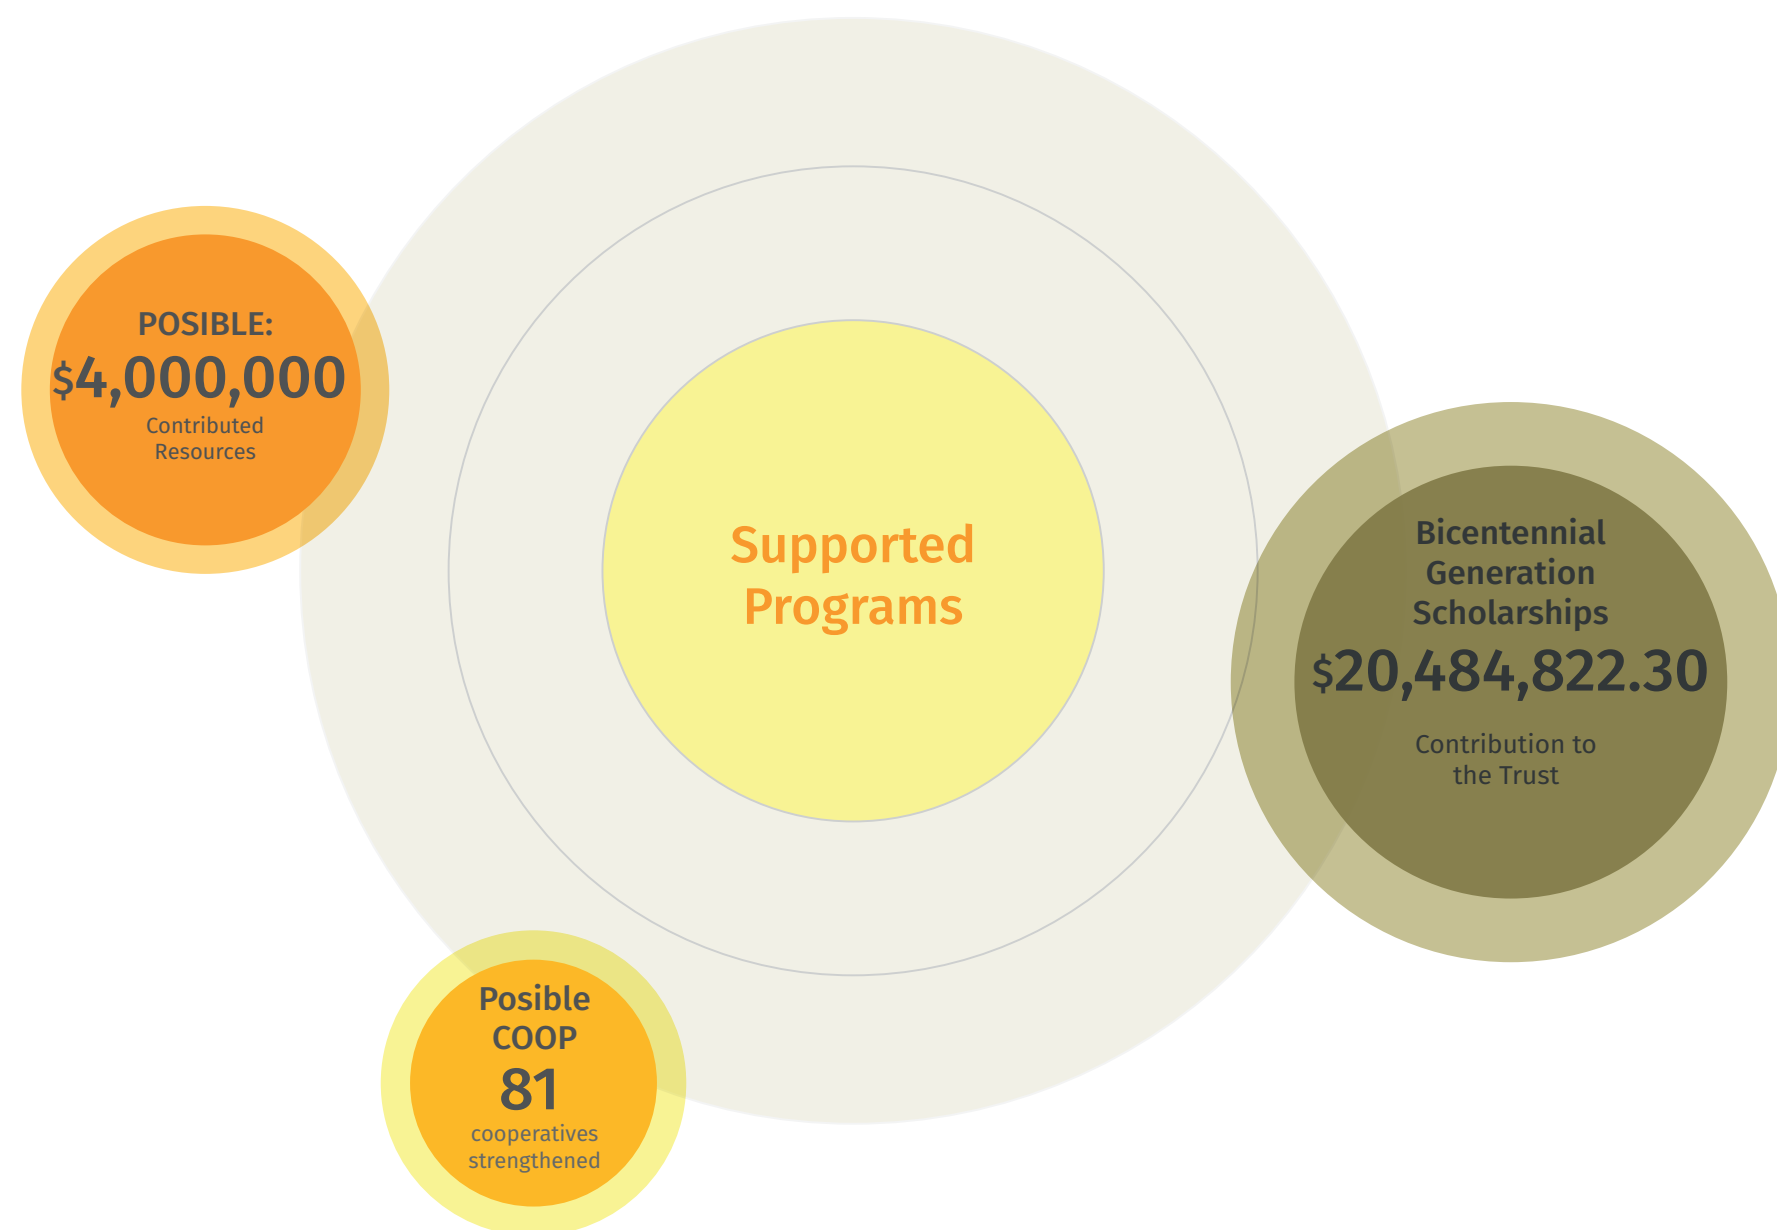 POSIBLE:
$4,000,000
Contributed
Resources
Supported
Programs
Bicentennial
Generation
Scholarships
$20,484,822.30
Contribution to
the Trust
Posible
COOP
81
cooperatives
strengthened